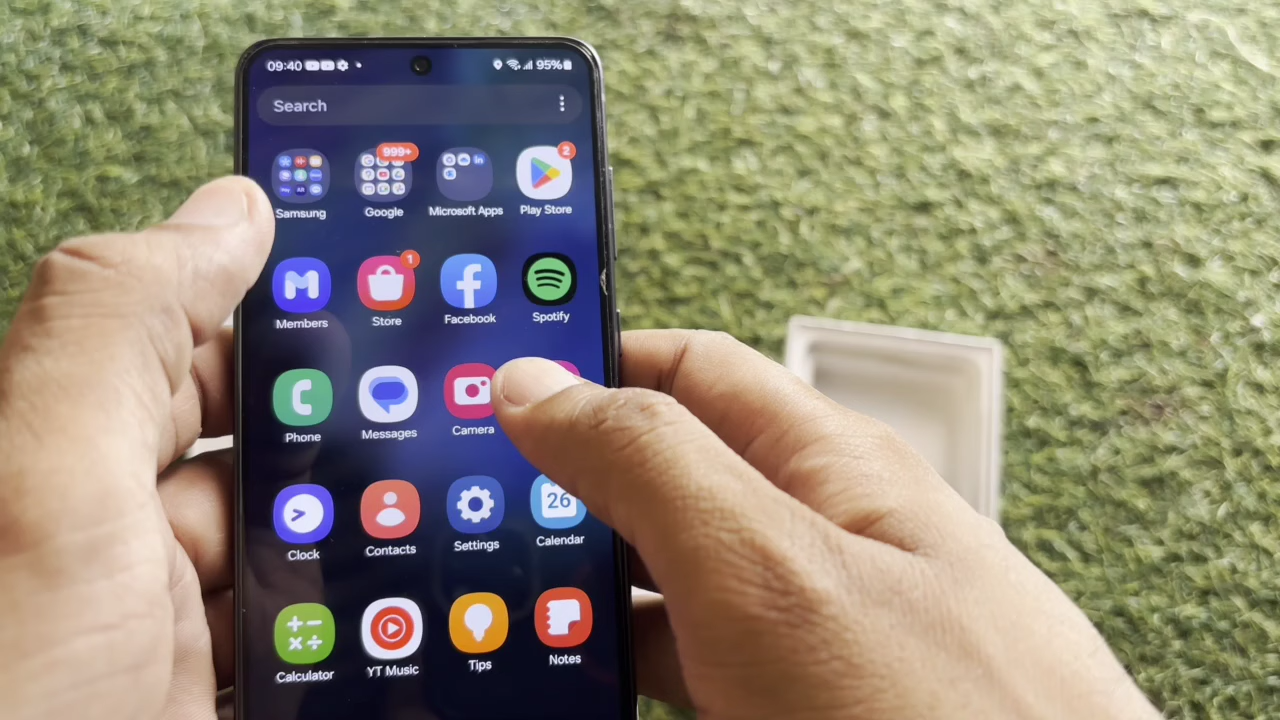 09:40
95%
Search
999+
2
Samsung
Google
Microsoft Apps
Play Store
1
Members
Store
Facebook
Spotify
Phone
Messages
Camera
26
Clock
Contacts
Settings
Calendar
Calculator
YT Music
Tips
Notes